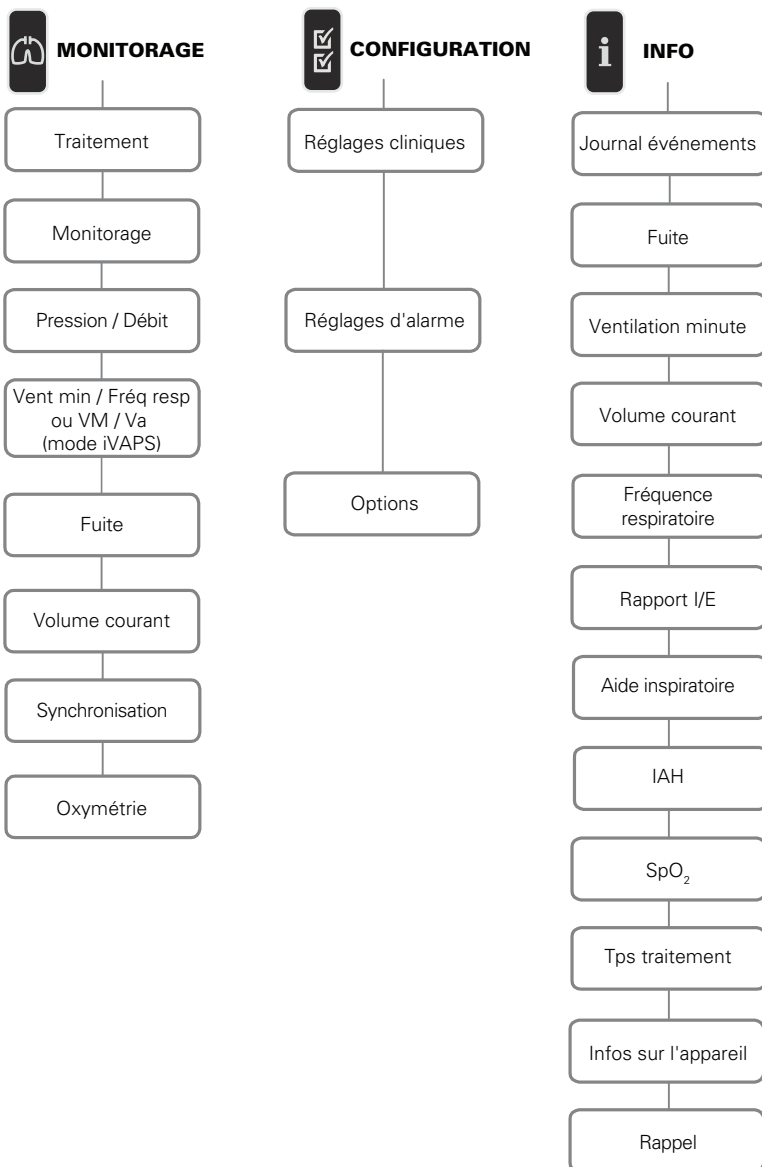 MONITORAGE
Traitement
Monitorage
Pression / Débit
Vent min / Fréq resp
ou VM / Va
(mode iVAPS)
Fuite
Volume courant
Synchronisation
Oxymétrie
CONFIGURATION
Réglages cliniques
Réglages d'alarme
Options
i
INFO
Journal événements
Fuite
Ventilation minute
Volume courant
Fréquence
respiratoire
Rapport I/E
Aide inspiratoire
IAH
SpO₂
Tps traitement
Infos sur l'appareil
Rappel